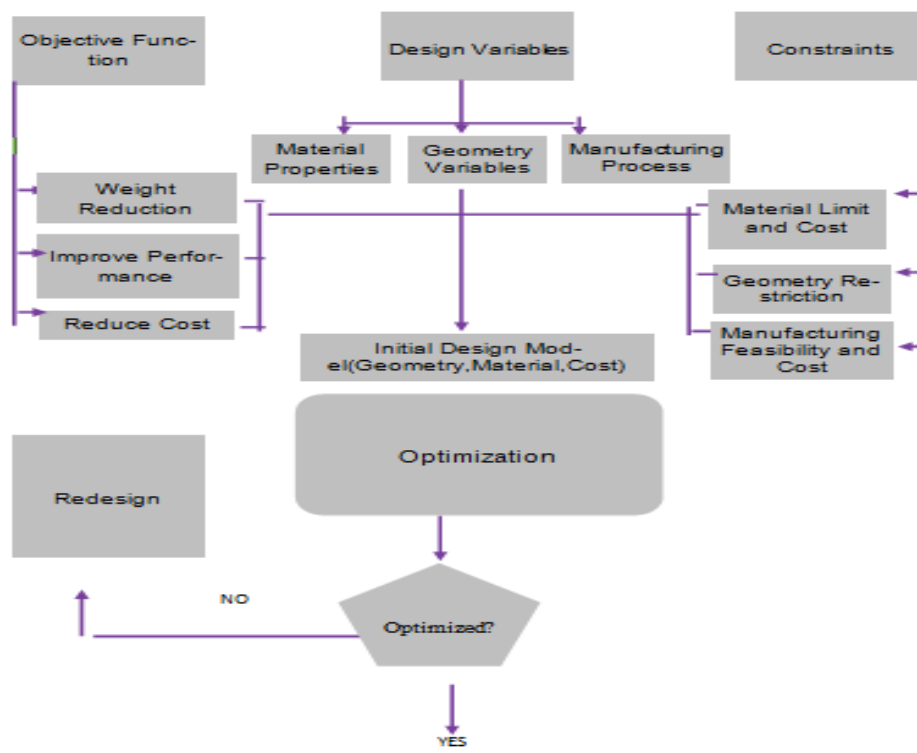 Objective Func-
tion
Design Variables
Constraints
Material
Properties
Geometry
Variables
Manufacturing
Process
Weight
Reduction
Improve Perfor-
mance
Reduce Cost
Material Limit
and Cost
Geometry Re-
striction
Manufacturing
Feasibility and
Cost
Initial Design Mod-
el(Geometry,Material,Cost)
Optimization
Redesign
NO
Optimized?
YES